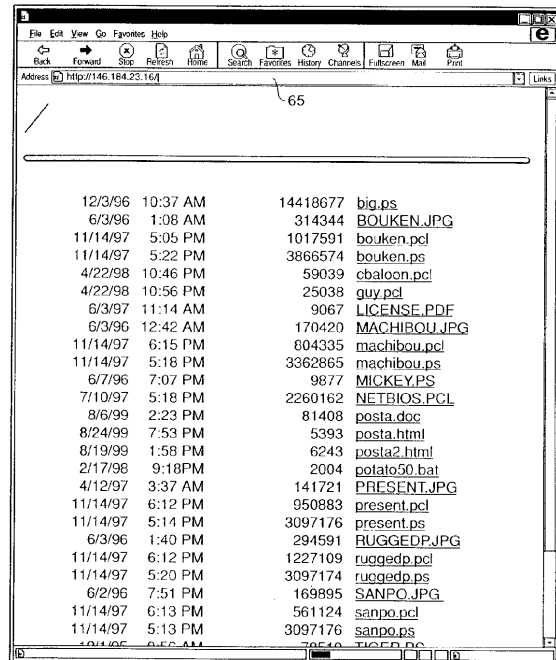 File Edit View Go Favorites Help
e
Back Forward Stop Refresh Home Search Favorites History Channels Fullscreen Mail Print
Address http://146.184.23.16/ Links
65
/
12/3/96 10:37 AM 14418677 big.ps
6/3/96 1:08 AM 314344 BOUKEN.JPG
11/14/97 5:05 PM 1017591 bouken.pcl
11/14/97 5:22 PM 3866574 bouken.ps
4/22/98 10:46 PM 59039 cbaloon.pcl
4/22/98 10:56 PM 25038 guy.pcl
6/3/97 11:14 AM 9067 LICENSE.PDF
6/3/96 12:42 AM 170420 MACHIBOU.JPG
11/14/97 6:15 PM 804335 machibou.pcl
11/14/97 5:18 PM 3362865 machibou.ps
6/7/96 7:07 PM 9877 MICKEY.PS
7/10/97 5:18 PM 2260162 NETBIOS.PCL
8/6/99 2:23 PM 81408 posta.doc
8/24/99 7:53 PM 5393 posta.html
8/19/99 1:58 PM 6243 posta2.html
2/17/98 9:18PM 2004 potato50.bat
4/12/97 3:37 AM 141721 PRESENT.JPG
11/14/97 6:12 PM 950883 present.pcl
11/14/97 5:14 PM 3097176 present.ps
6/3/96 1:40 PM 294591 RUGGEDP.JPG
11/14/97 6:12 PM 1227109 ruggedp.pcl
11/14/97 5:20 PM 3097174 ruggedp.ps
6/2/96 7:51 PM 169895 SANPO.JPG
11/14/97 6:13 PM 561124 sanpo.pcl
11/14/97 5:13 PM 3097176 sanpo.ps